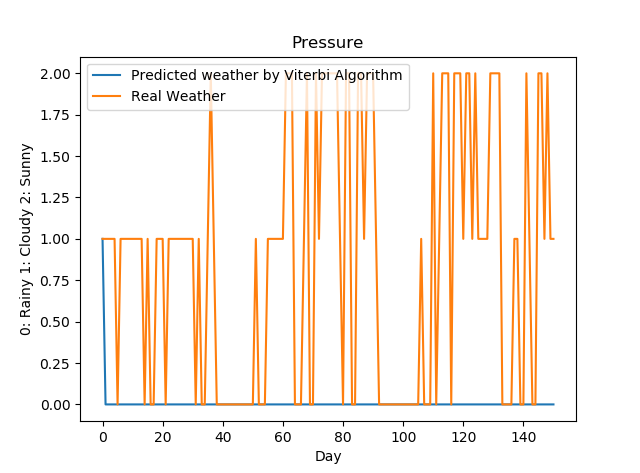 Pressure
Predicted weather by Viterbi Algorithm
Real Weather
0: Rainy 1: Cloudy 2: Sunny
2.00
1.75
1.50
1.25
1.00
0.75
0.50
0.25
0.00
0 20 40 60 80 100 120 140
Day